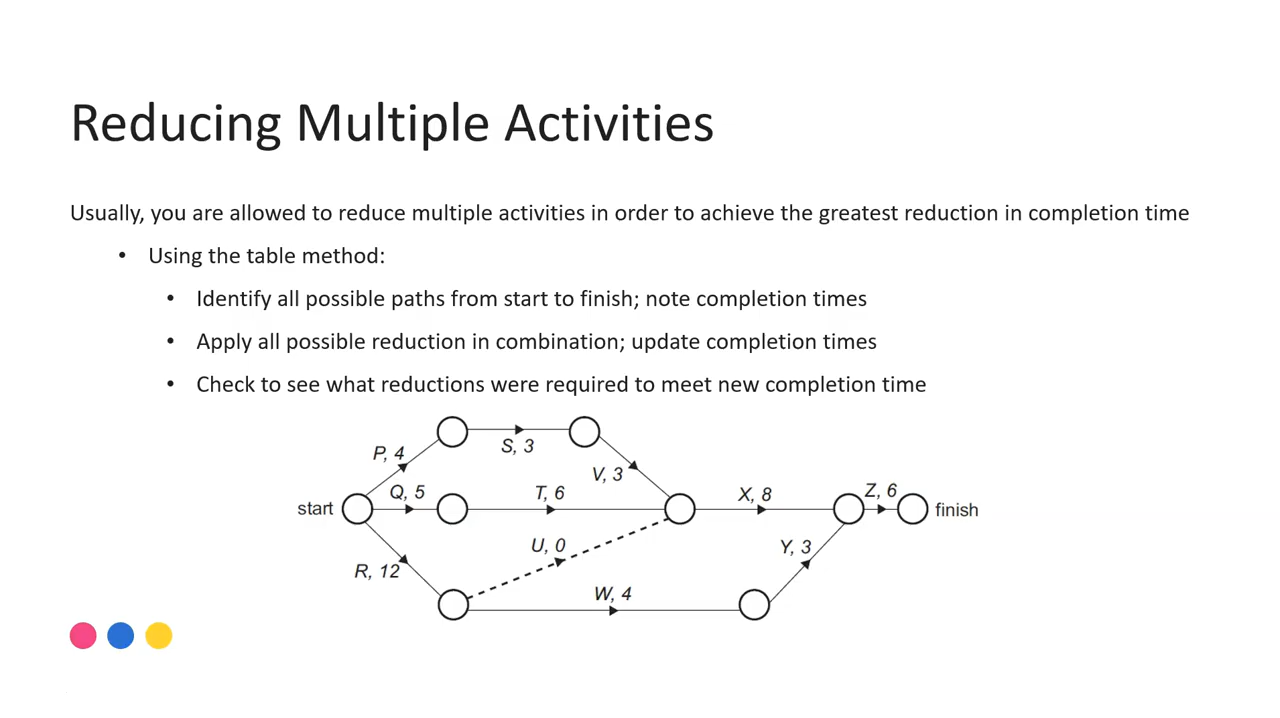 Reducing Multiple Activities
Usually, you are allowed to reduce multiple activities in order to achieve the greatest reduction in completion time
• Using the table method:
• Identify all possible paths from start to finish; note completion times
• Apply all possible reduction in combination; update completion times
• Check to see what reductions were required to meet new completion time
P, 4
S, 3
V, 3
start
Q, 5
T, 6
X, 8
Z, 6
finish
U, 0
Y, 3
R, 12
W, 4